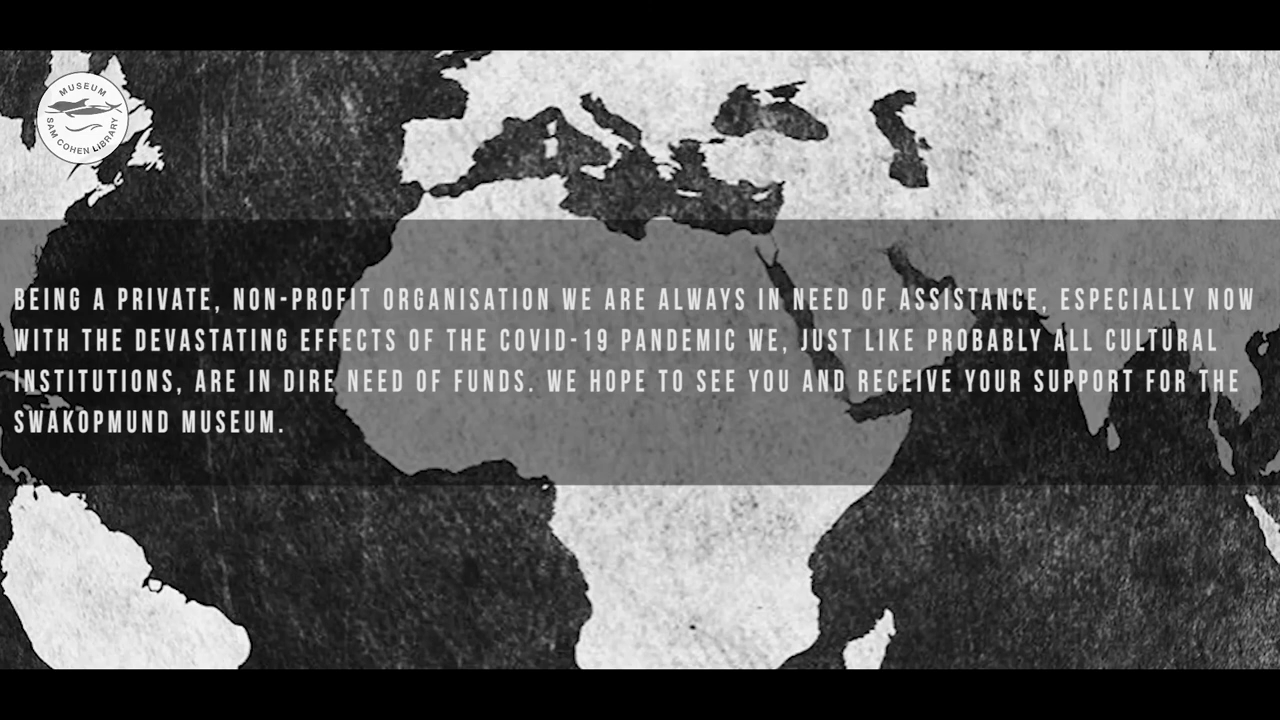 MUSEUM
SAM COHEN LIBRARY
BEING A PRIVATE, NON-PROFIT ORGANISATION WE ARE ALWAYS IN NEED OF ASSISTANCE, ESPECIALLY NOW
WITH THE DEVASTATING EFFECTS OF THE COVID-19 PANDEMIC WE, JUST LIKE PROBABLY ALL CULTURAL
INSTITUTIONS, ARE IN DIRE NEED OF FUNDS. WE HOPE TO SEE YOU AND RECEIVE YOUR SUPPORT FOR THE
SWAKOPMUND MUSEUM.